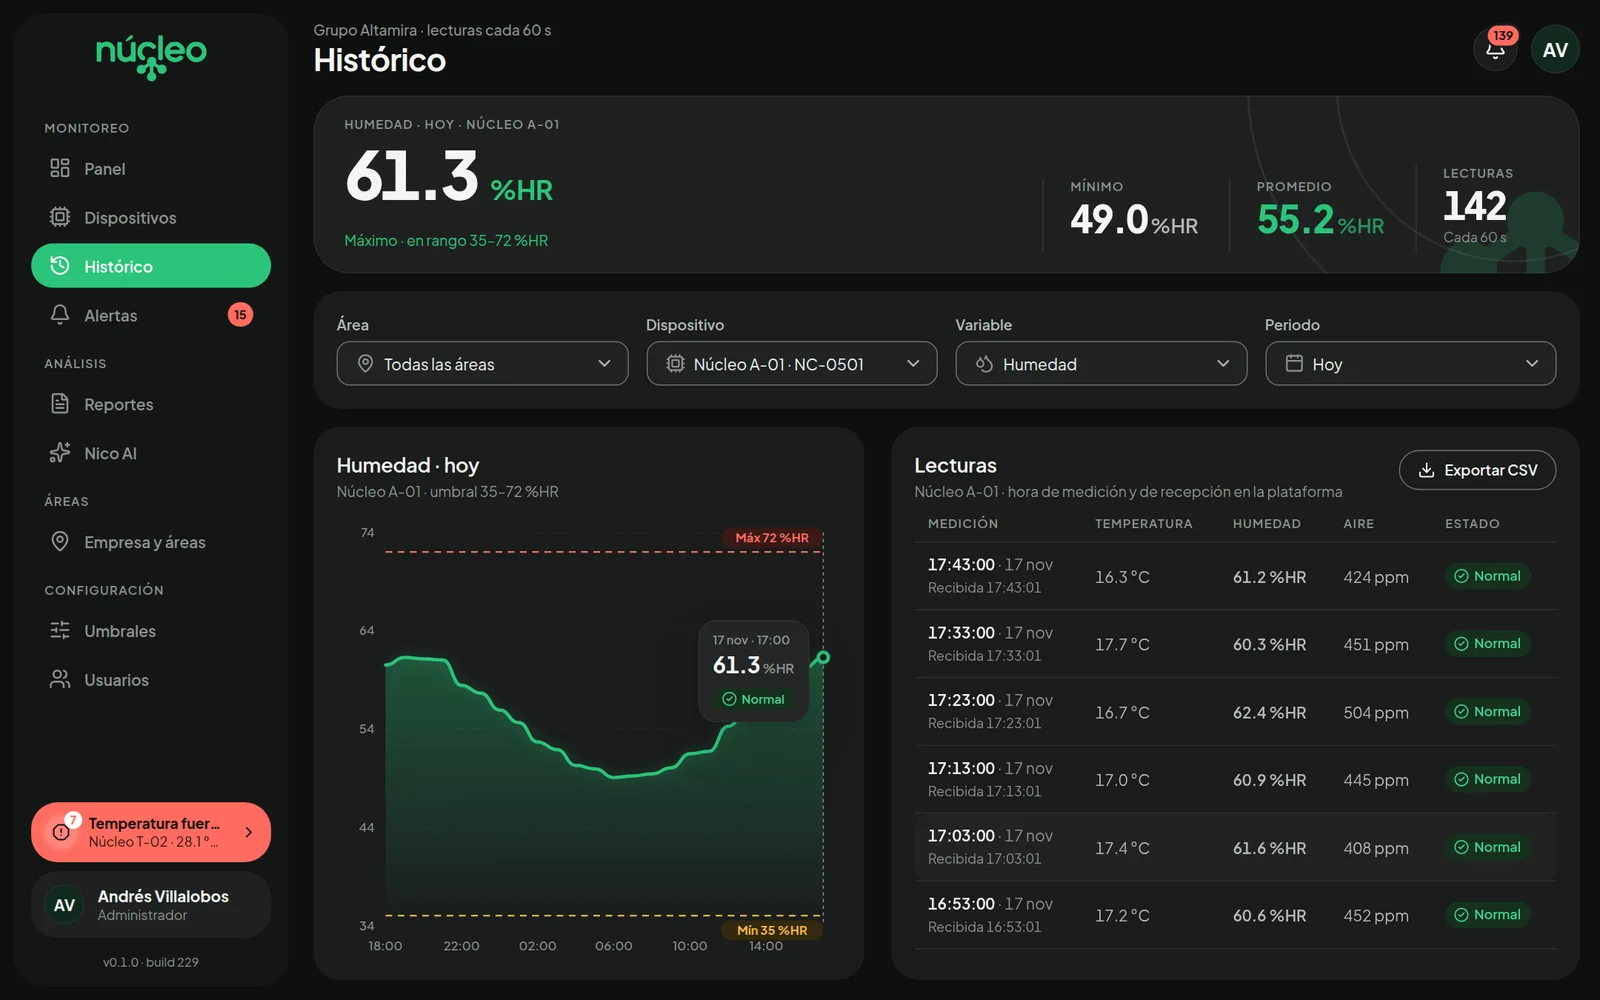 núcleo
MONITOREO
Panel
Dispositivos
Histórico
Alertas
15
ANÁLISIS
Reportes
Nico AI
ÁREAS
Empresa y áreas
CONFIGURACIÓN
Umbrales
Usuarios
7
Temperatura fuer...
Núcleo T-02 · 28.1 °...
AV
Andrés Villalobos
Administrador
v0.1.0 · build 229
Grupo Altamira · lecturas cada 60 s
Histórico
139
AV
HUMEDAD · HOY · NÚCLEO A-01
61.3 %HR
Máximo · en rango 35–72 %HR
MÍNIMO
49.0 %HR
PROMEDIO
55.2 %HR
LECTURAS
142
Cada 60 s
Área
Todas las áreas
Dispositivo
Núcleo A-01 · NC-0501
Variable
Humedad
Periodo
Hoy
Humedad · hoy
Núcleo A-01 · umbral 35–72 %HR
74
Máx 72 %HR
64
17 nov · 17:00
61.3 %HR
Normal
54
44
34
Mín 35 %HR
18:00 22:00 02:00 06:00 10:00 14:00
Lecturas
Núcleo A-01 · hora de medición y de recepción en la plataforma
Exportar CSV
MEDICIÓN TEMPERATURA HUMEDAD AIRE ESTADO
17:43:00 · 17 nov
Recibida 17:43:01
16.3 °C 61.2 %HR 424 ppm Normal
17:33:00 · 17 nov
Recibida 17:33:01
17.7 °C 60.3 %HR 451 ppm Normal
17:23:00 · 17 nov
Recibida 17:23:01
16.7 °C 62.4 %HR 504 ppm Normal
17:13:00 · 17 nov
Recibida 17:13:01
17.0 °C 60.9 %HR 445 ppm Normal
17:03:00 · 17 nov
Recibida 17:03:01
17.4 °C 61.6 %HR 408 ppm Normal
16:53:00 · 17 nov
Recibida 16:53:01
17.2 °C 60.6 %HR 452 ppm Normal